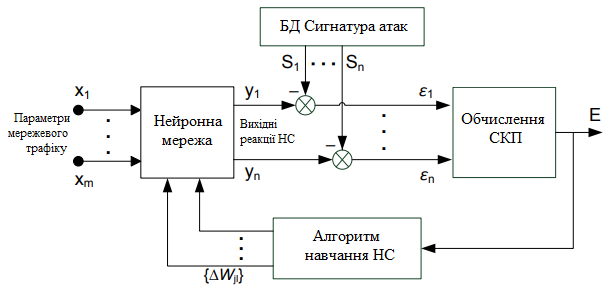 БД Сигнатура атак
S1 . . . Sn
Параметри
мережевого
трафіку
x1
xm
Нейронна
мережа
y1
Вихідні
реакції НС
yn
ε1
εn
Обчислення
СКП
E
Алгоритм
навчання НС
{ΔWji}